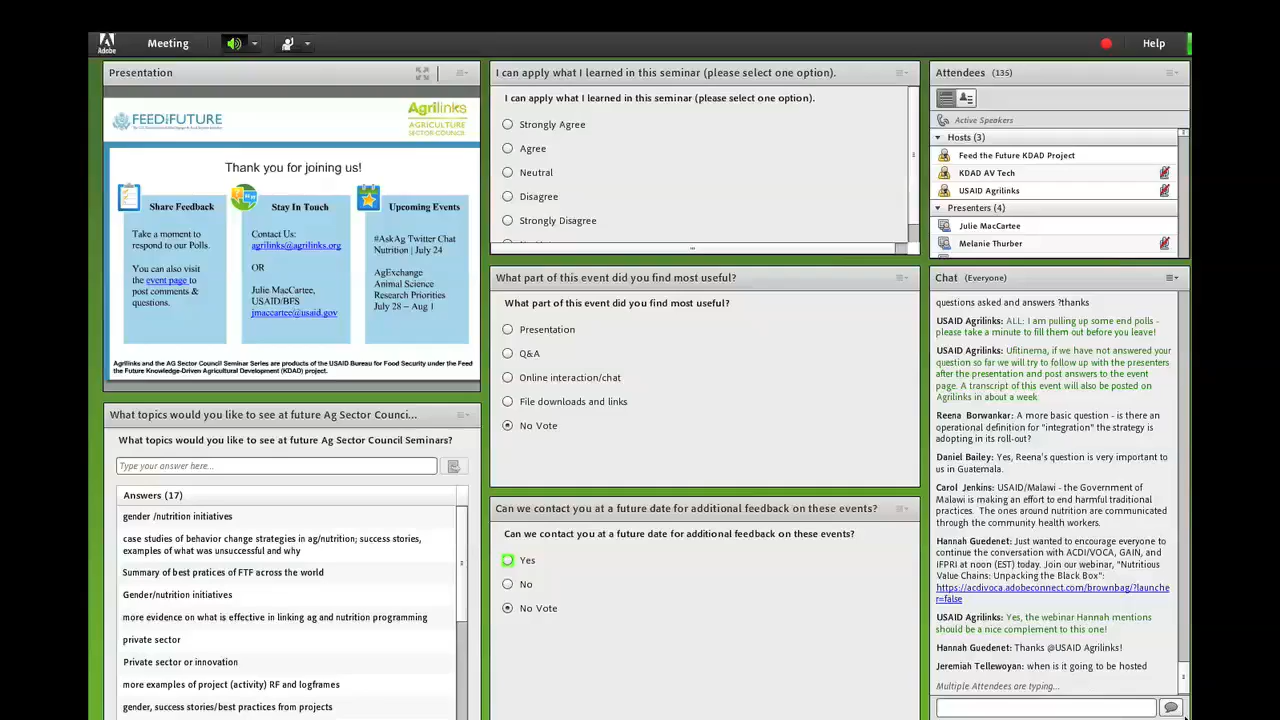 Adobe
Meeting
Help
Presentation
FEEDIFUTURE
Agrilinks
AGRICULTURE
SECTOR COUNCIL
Thank you for joining us!
Share Feedback
Take a moment to
respond to our Polls.
You can also visit
the event page to
post comments &
questions.
Stay In Touch
Contact Us:
agrilinks@agrilinks.org
OR
Julie MacCartee,
USAID/BFS
jmaccartee@usaid.gov
Upcoming Events
#AskAg Twitter Chat
Nutrition | July 24
AgExchange
Animal Science
Research Priorities
July 28 – Aug 1
Agrilinks and the AG Sector Council Seminar Series are products of the USAID Bureau for Food Security under the Feed
the Future Knowledge-Driven Agricultural Development (KDAD) project.
What topics would you like to see at future Ag Sector Counci...
What topics would you like to see at future Ag Sector Council Seminars?
Type your answer here...
Answers (17)
gender /nutrition initiatives
case studies of behavior change strategies in ag/nutrition; success stories,
examples of what was unsuccessful and why
Summary of best pratices of FTF across the world
Gender/nutrition initiatives
more evidence on what is effective in linking ag and nutrition programming
private sector
Private sector or innovation
more examples of project (activity) RF and logframes
gender, success stories/best practices from projects
I can apply what I learned in this seminar (please select one option).
I can apply what I learned in this seminar (please select one option).
Strongly Agree
Agree
Neutral
Disagree
Strongly Disagree
What part of this event did you find most useful?
What part of this event did you find most useful?
Presentation
Q&A
Online interaction/chat
File downloads and links
No Vote
Can we contact you at a future date for additional feedback on these events?
Can we contact you at a future date for additional feedback on these events?
Yes
No
No Vote
Attendees (135)
Active Speakers
Hosts (3)
Feed the Future KDAD Project
KDAD AV Tech
USAID Agrilinks
Presenters (4)
Julie MacCartee
Melanie Thurber
Chat (Everyone)
questions asked and answers ?thanks
USAID Agrilinks: ALL: I am pulling up some end polls -
please take a minute to fill them out before you leave!
USAID Agrilinks: Ufitinema, if we have not answered your
question so far we will try to follow up with the presenters
after the presentation and post answers to the event
page. A transcript of this event will also be posted on
Agrilinks in about a week.
Reena Borwankar: A more basic question - is there an
operational definition for "integration" the strategy is
adopting in its roll-out?
Daniel Bailey: Yes, Reena's question is very important to
us in Guatemala.
Carol Jenkins: USAID/Malawi - the Government of
Malawi is making an effort to end harmful traditional
practices. The ones around nutrition are communicated
through the community health workers.
Hannah Guedenet: Just wanted to encourage everyone to
continue the conversation with ACDI/VOCA, GAIN, and
IFPRI at noon (EST) today. Join our webinar, "Nutritious
Value Chains: Unpacking the Black Box":
https://acdivoca.adobeconnect.com/brownbag/?launche
r=false
USAID Agrilinks: Yes, the webinar Hannah mentions
should be a nice complement to this one!
Hannah Guedenet: Thanks @USAID Agrilinks!
Jeremiah Tellewoyan: when is it going to be hosted
Multiple Attendees are typing...